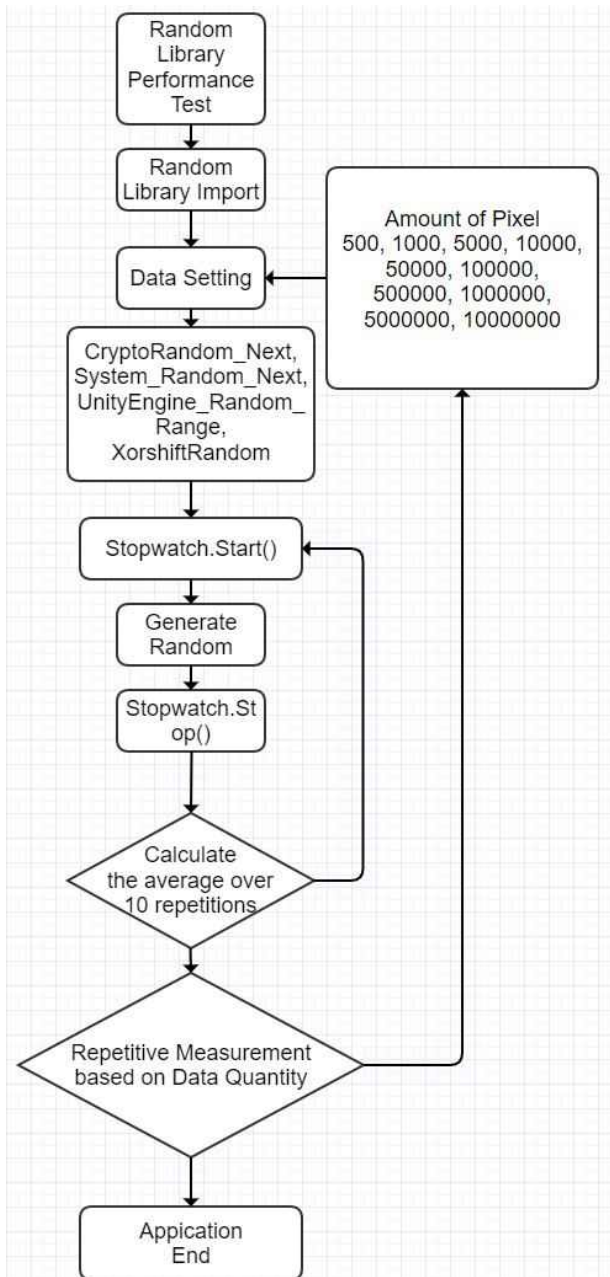 Random
Library
Performance
Test
Random
Library Import
Amount of Pixel
500, 1000, 5000, 10000,
50000, 100000,
500000, 1000000,
5000000, 10000000
Data Setting
CryptoRandom_Next,
System_Random_Next,
UnityEngine_Random_
Range,
XorshiftRandom
Stopwatch.Start()
Generate
Random
Stopwatch.St
op()
Calculate
the average over
10 repetitions
Repetitive Measurement
based on Data Quantity
Appication
End